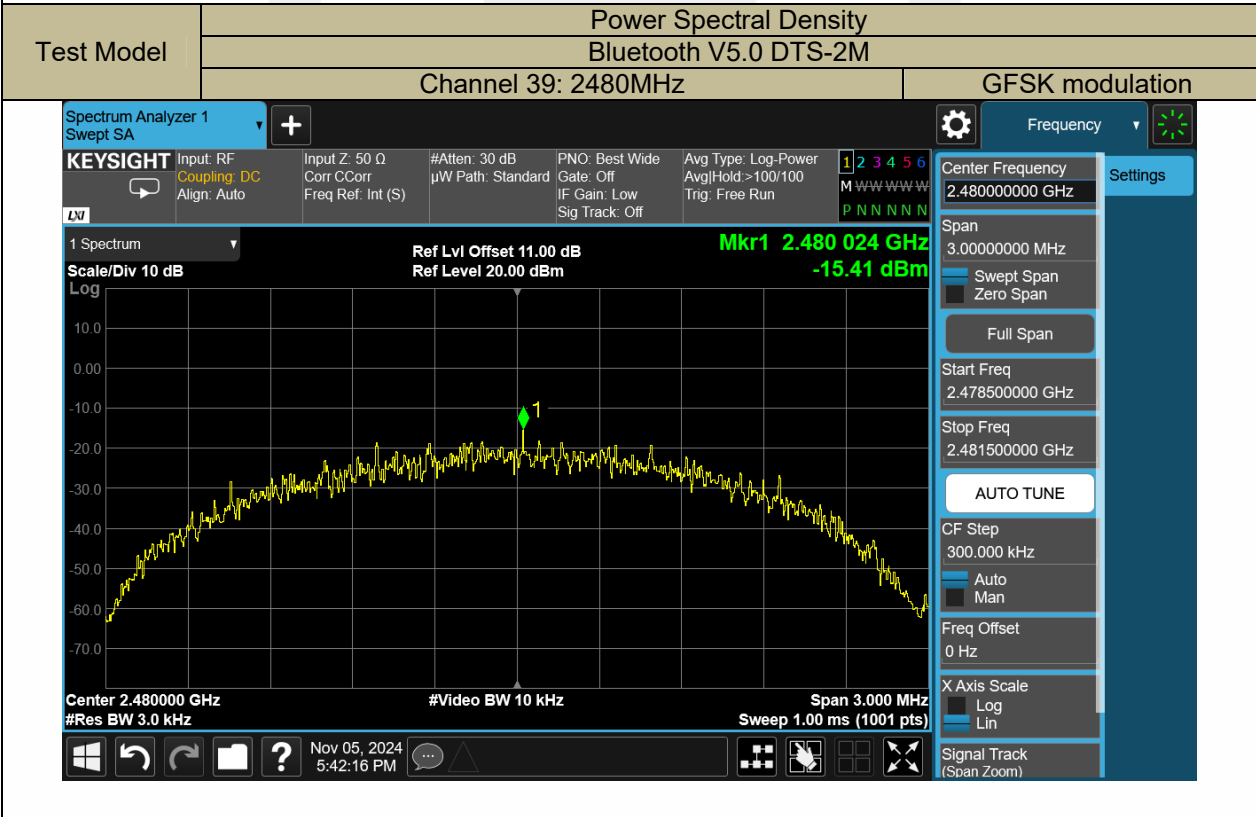 Test Model
Power Spectral Density
Bluetooth V5.0 DTS-2M
Channel 39: 2480MHz
GFSK modulation
Spectrum Analyzer 1
Swept SA
+
Frequency
KEYSIGHT
LXI
Input: RF
Coupling: DC
Align: Auto
Input Z: 50 Ω
Corr CCorr
Freq Ref: Int (S)
#Atten: 30 dB
µW Path: Standard
PNO: Best Wide
Gate: Off
IF Gain: Low
Sig Track: Off
Avg Type: Log-Power
Avg|Hold:>100/100
Trig: Free Run
1 2 3 4 5 6
M W W W W W
P N N N N N
1 Spectrum
Scale/Div 10 dB
Log
Ref Lvl Offset 11.00 dB
Ref Level 20.00 dBm
Mkr1 2.480 024 GHz
-15.41 dBm
10.0
0.00
-10.0
-20.0
-30.0
-40.0
-50.0
-60.0
-70.0
1
Center 2.480000 GHz
#Res BW 3.0 kHz
#Video BW 10 kHz
Span 3.000 MHz
Sweep 1.00 ms (1001 pts)
Nov 05, 2024
5:42:16 PM
?
Center Frequency
2.480000000 GHz
Settings
Span
3.00000000 MHz
Swept Span
Zero Span
Full Span
Start Freq
2.478500000 GHz
Stop Freq
2.481500000 GHz
AUTO TUNE
CF Step
300.000 kHz
Auto
Man
Freq Offset
0 Hz
X Axis Scale
Log
Lin
Signal Track
(Span Zoom)